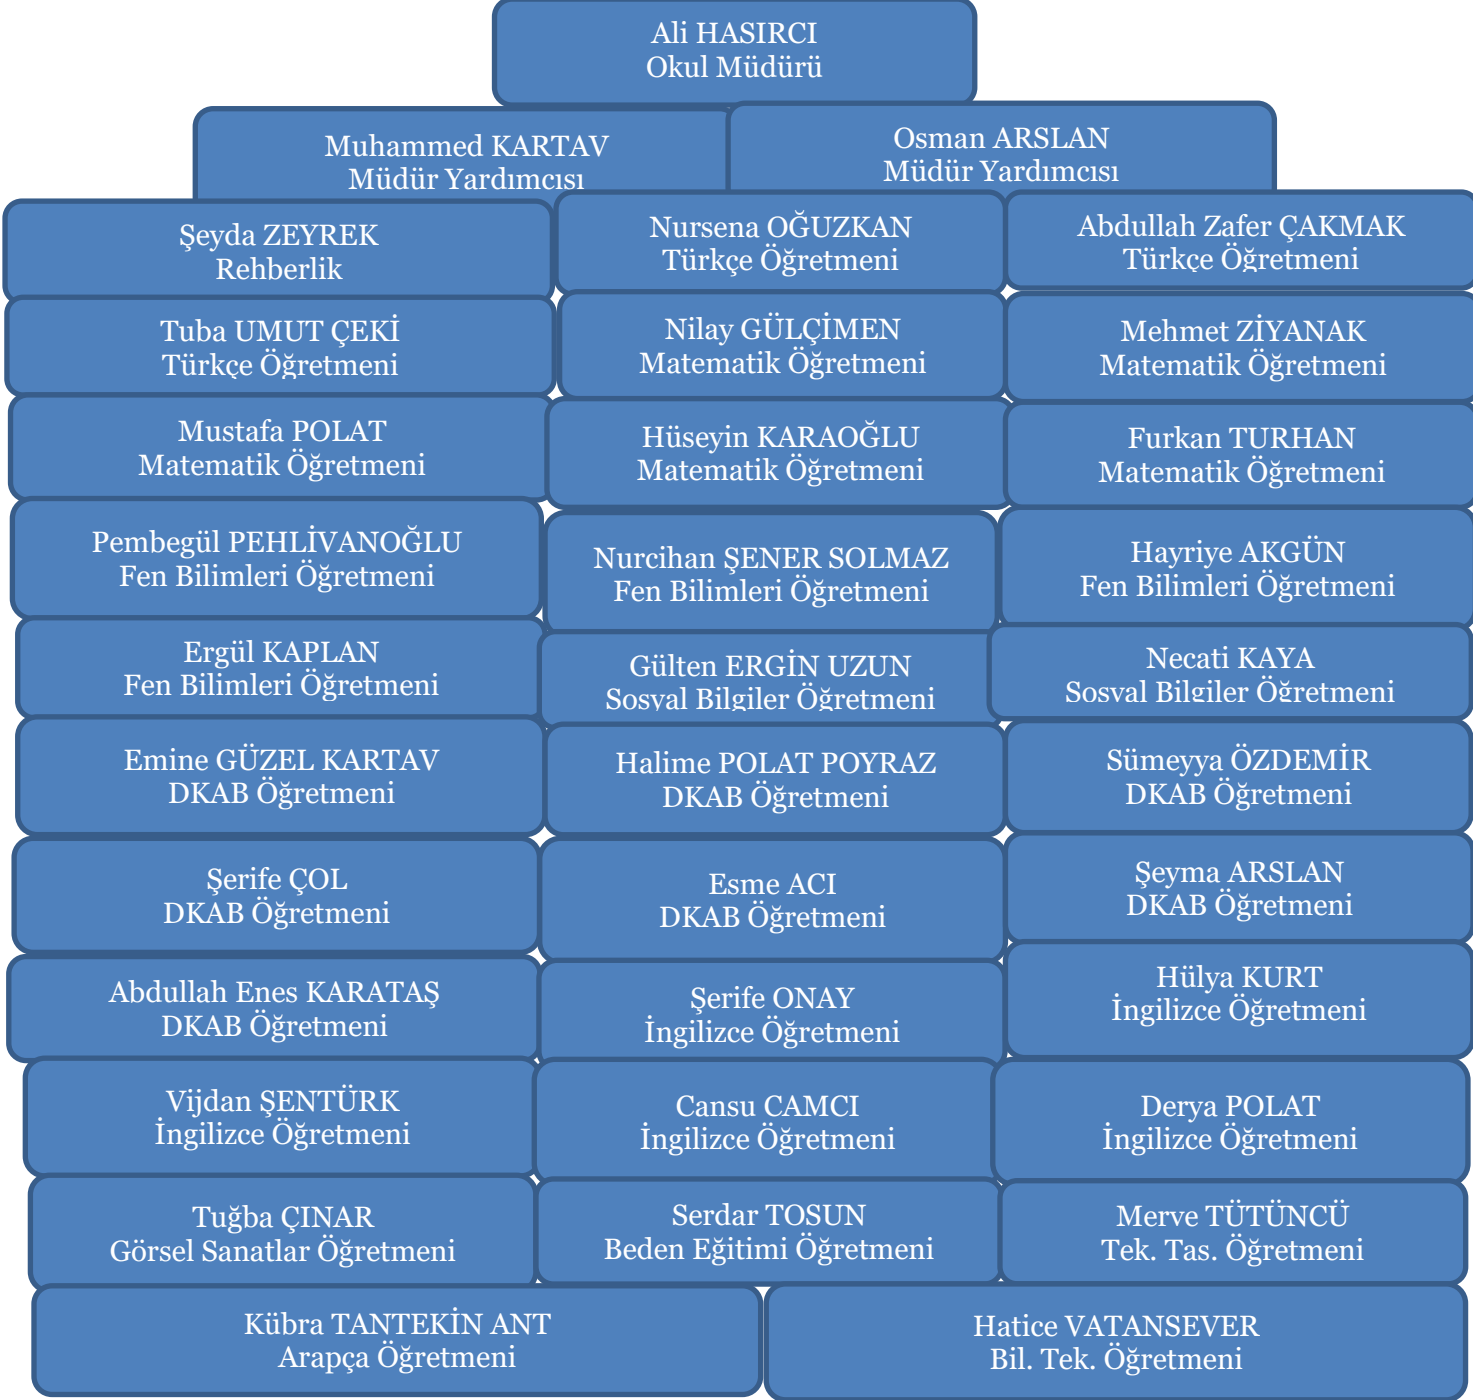 Ali HASIRCI
Okul Müdürü
Muhammed KARTAV
Müdür Yardımcısı
Osman ARSLAN
Müdür Yardımcısı
Şeyda ZEYREK
Rehberlik
Nursena OĞUZKAN
Türkçe Öğretmeni
Abdullah Zafer ÇAKMAK
Türkçe Öğretmeni
Tuba UMUT ÇEKİ
Türkçe Öğretmeni
Nilay GÜLÇİMEN
Matematik Öğretmeni
Mehmet ZİYANAK
Matematik Öğretmeni
Mustafa POLAT
Matematik Öğretmeni
Hüseyin KARAOĞLU
Matematik Öğretmeni
Furkan TURHAN
Matematik Öğretmeni
Pembegül PEHLİVANOĞLU
Fen Bilimleri Öğretmeni
Nurcihan ŞENER SOLMAZ
Fen Bilimleri Öğretmeni
Hayriye AKGÜN
Fen Bilimleri Öğretmeni
Ergül KAPLAN
Fen Bilimleri Öğretmeni
Gülten ERGİN UZUN
Sosyal Bilgiler Öğretmeni
Necati KAYA
Sosyal Bilgiler Öğretmeni
Emine GÜZEL KARTAV
DKAB Öğretmeni
Halime POLAT POYRAZ
DKAB Öğretmeni
Sümeyya ÖZDEMİR
DKAB Öğretmeni
Şerife ÇOL
DKAB Öğretmeni
Esme ACI
DKAB Öğretmeni
Şeyma ARSLAN
DKAB Öğretmeni
Abdullah Enes KARATAŞ
DKAB Öğretmeni
Şerife ONAY
İngilizce Öğretmeni
Hülya KURT
İngilizce Öğretmeni
Vijdan ŞENTÜRK
İngilizce Öğretmeni
Cansu CAMCI
İngilizce Öğretmeni
Derya POLAT
İngilizce Öğretmeni
Tuğba ÇINAR
Görsel Sanatlar Öğretmeni
Serdar TOSUN
Beden Eğitimi Öğretmeni
Merve TÜTÜNCÜ
Tek. Tas. Öğretmeni
Kübra TANTEKİN ANT
Arapça Öğretmeni
Hatice VATANSEVER
Bil. Tek. Öğretmeni